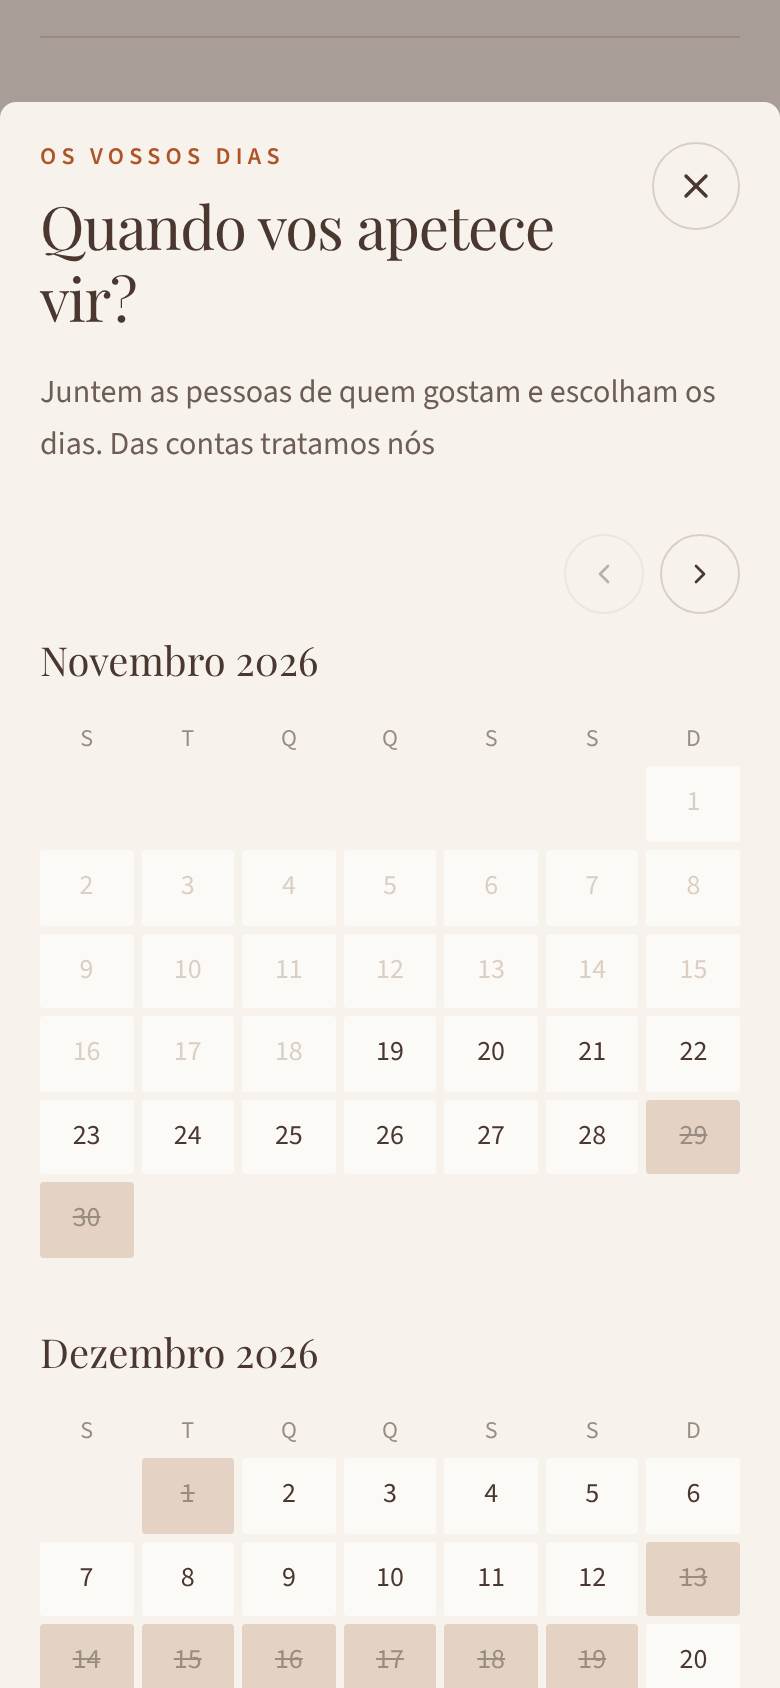 OS VOSSOS DIAS
Quando vos apetece
vir?
Juntem as pessoas de quem gostam e escolham os
dias. Das contas tratamos nós
Novembro 2026
S T Q Q S S D
1
2 3 4 5 6 7 8
9 10 11 12 13 14 15
16 17 18 19 20 21 22
23 24 25 26 27 28 29
30
Dezembro 2026
S T Q Q S S D
1 2 3 4 5 6
7 8 9 10 11 12 13
14 15 16 17 18 19 20